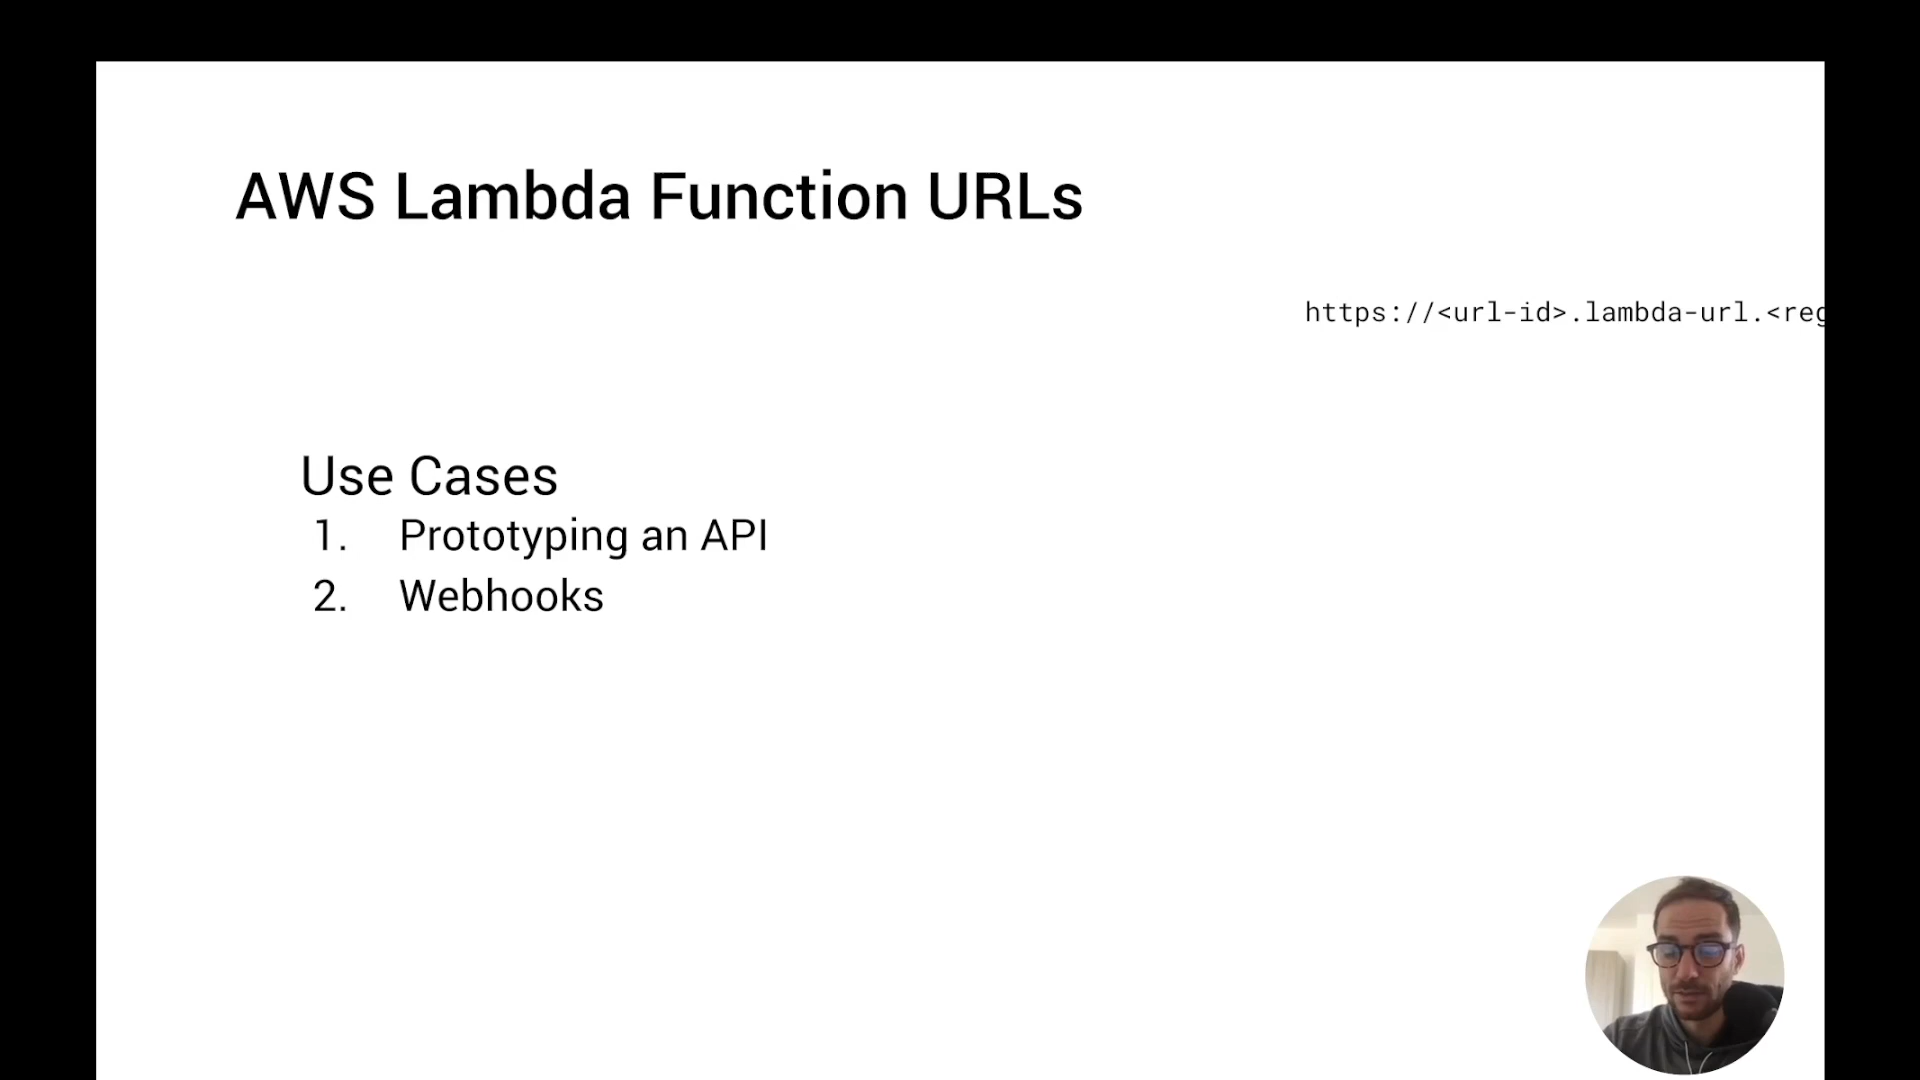 AWS Lambda Function URLs
https://<url-id>.lambda-url.<reg
Use Cases
1. Prototyping an API
2. Webhooks